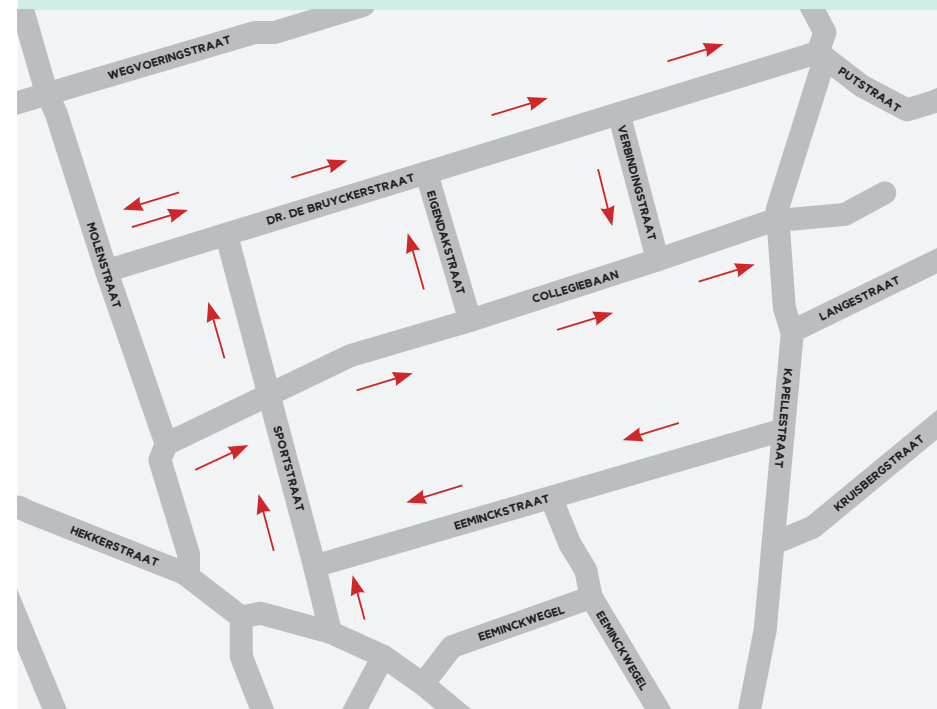 WEGVOERINGSTRAAT
PUTSTRAAT
VERBINDINGSTRAAT
DR. DE BRUYCKERSTRAAT
EIGENDAKSTRAAT
MOLENSTRAAT
COLLEGIEBAAN
LANGESTRAAT
KAPELLESTRAAT
SPORTSTRAAT
KRUISBERGSTRAAT
EEMINCKSTRAAT
HEKKERSTRAAT
EEMINCKWEGEL
EEMINCKWEGEL